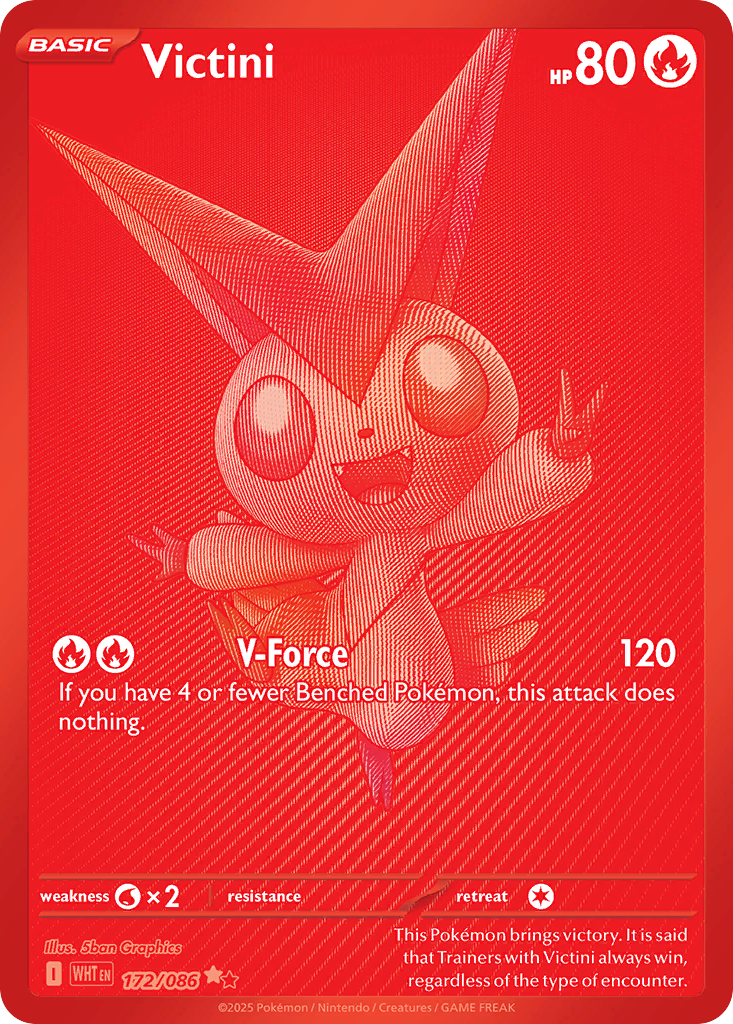 BASIC
Victini
HP 80
V-Force 120
If you have 4 or fewer Benched Pokémon, this attack does
nothing.
weakness ×2 resistance retreat
Illus. 5ban Graphics
I WHT EN 172/086
This Pokémon brings victory. It is said
that Trainers with Victini always win,
regardless of the type of encounter.
©2025 Pokémon / Nintendo / Creatures / GAME FREAK